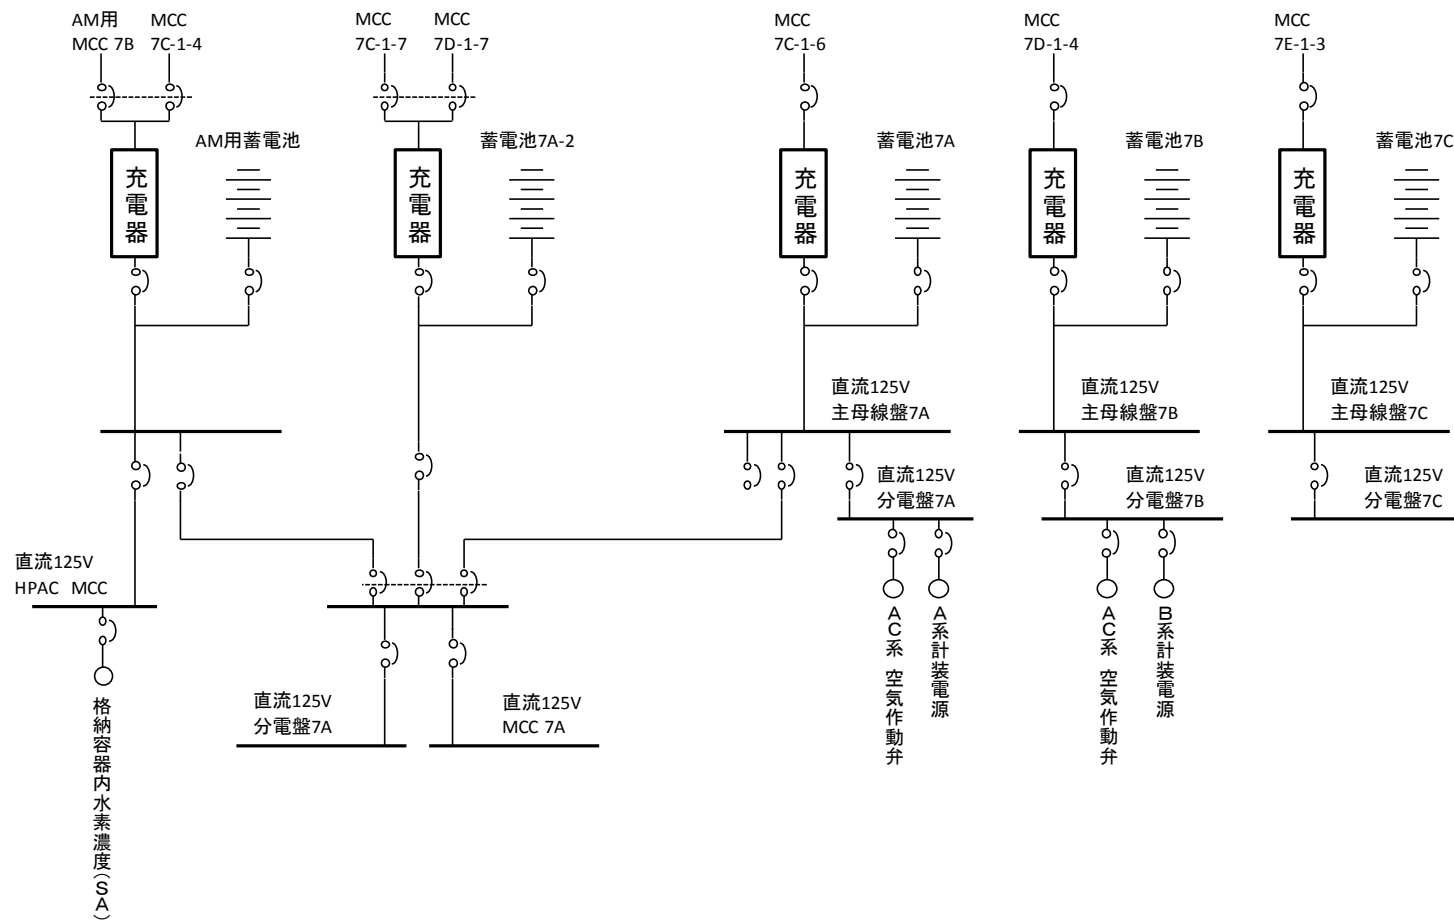 AM用
MCC 7B
MCC
7C-1-4
MCC
7C-1-7
MCC
7D-1-7
MCC
7C-1-6
MCC
7D-1-4
MCC
7E-1-3
充電器
AM用蓄電池
充電器
蓄電池7A-2
充電器
蓄電池7A
充電器
蓄電池7B
充電器
蓄電池7C
直流125V
主母線盤7A
直流125V
主母線盤7B
直流125V
主母線盤7C
直流125V
分電盤7A
直流125V
分電盤7B
直流125V
分電盤7C
直流125V
HPAC MCC
AC系 空気作動弁
A系計装電源
AC系 空気作動弁
B系計装電源
直流125V
分電盤7A
直流125V
MCC 7A
格納容器内水素濃度(SA)